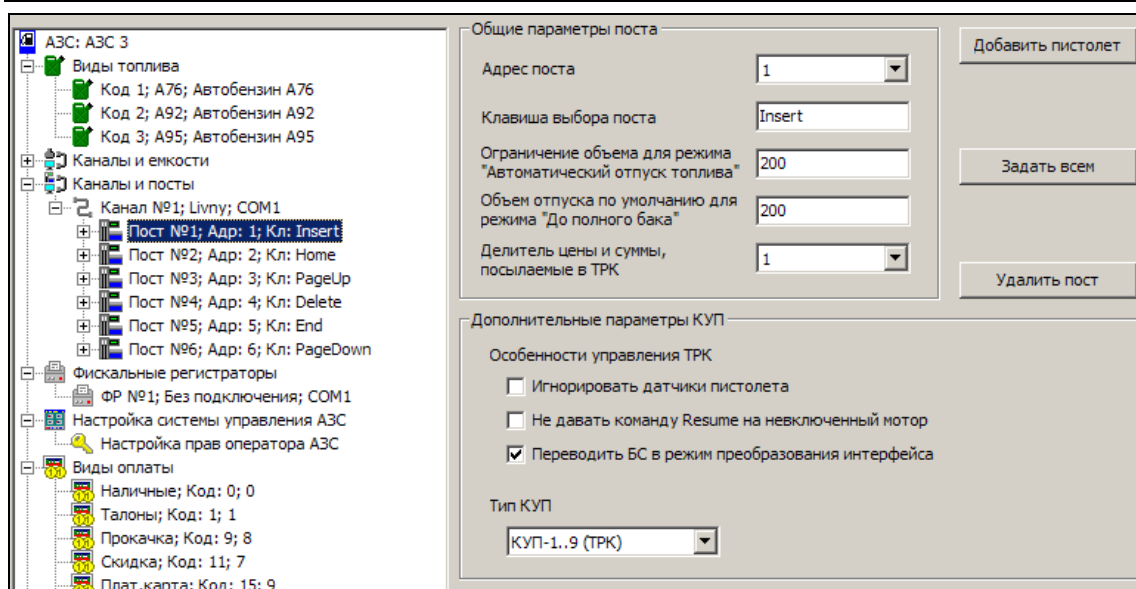 АЗС: АЗС 3
Виды топлива
Код 1; А76; Автобензин А76
Код 2; А92; Автобензин А92
Код 3; А95; Автобензин А95
Каналы и емкости
Каналы и посты
Канал №1; Livny; COM1
Пост №1; Адр: 1; Кл: Insert
Пост №2; Адр: 2; Кл: Home
Пост №3; Адр: 3; Кл: PageUp
Пост №4; Адр: 4; Кл: Delete
Пост №5; Адр: 5; Кл: End
Пост №6; Адр: 6; Кл: PageDown
Фискальные регистраторы
ФР №1; Без подключения; COM1
Настройка системы управления АЗС
Настройка прав оператора АЗС
Виды оплаты
Наличные; Код: 0; 0
Талоны; Код: 1; 1
Прокачка; Код: 9; 8
Скидка; Код: 11; 7
Плат.карта; Код: 15; 9
Общие параметры поста
Адрес поста
1
Клавиша выбора поста
Insert
Ограничение объема для режима
"Автоматический отпуск топлива"
200
Объем отпуска по умолчанию для
режима "До полного бака"
200
Делитель цены и суммы,
посылаемые в ТРК
1
Добавить пистолет
Задать всем
Удалить пост
Дополнительные параметры КУП
Особенности управления ТРК
Игнорировать датчики пистолета
Не давать команду Resume на невключенный мотор
Переводить БС в режим преобразования интерфейса
Тип КУП
КУП-1..9 (ТРК)